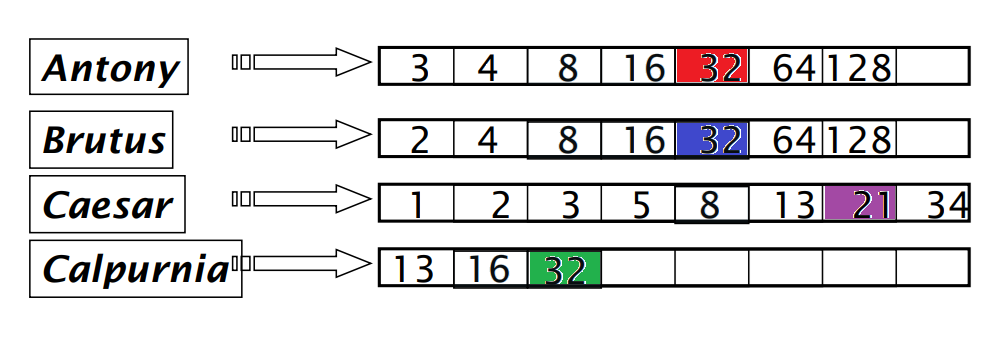 Antony 3 4 8 16 32 64 128
Brutus 2 4 8 16 32 64 128
Caesar 1 2 3 5 8 13 21 34
Calpurnia 13 16 32